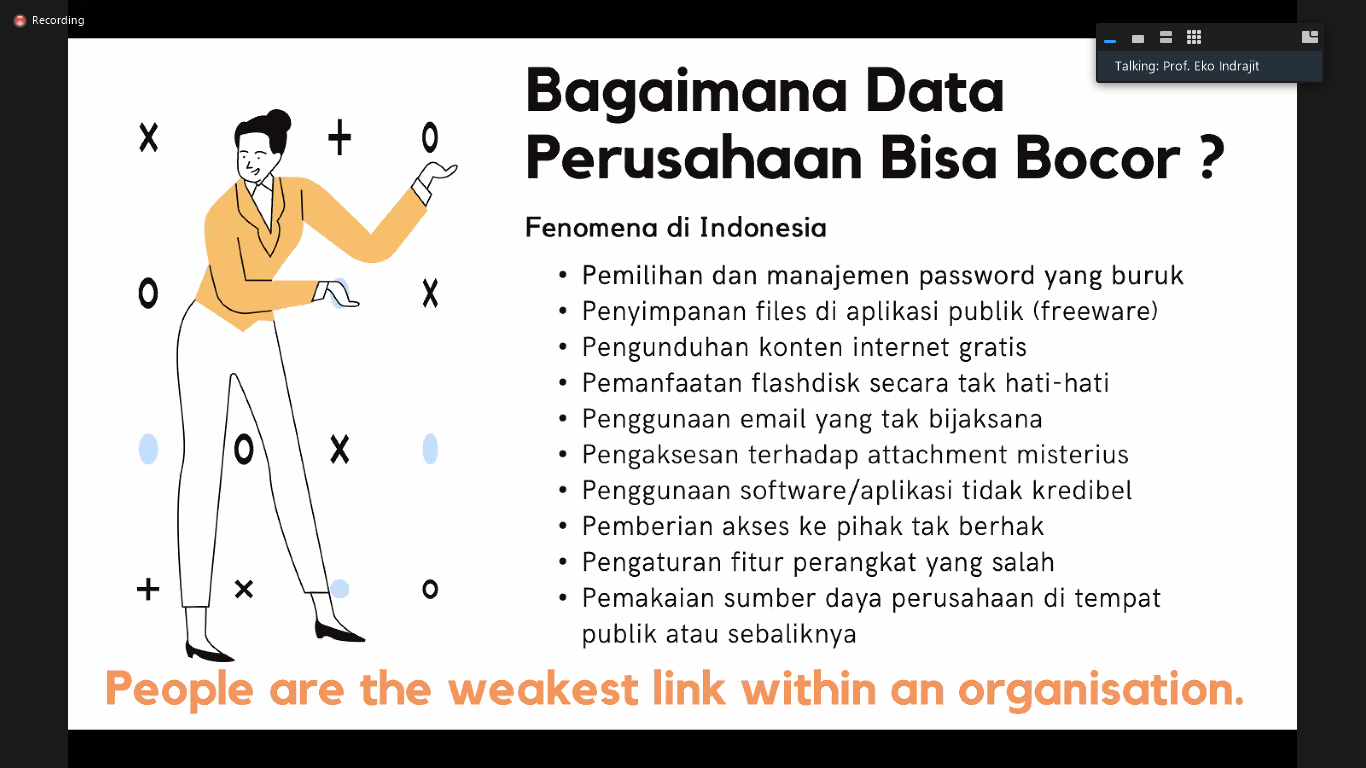 Recording
Talking: Prof. Eko Indrajit
Bagaimana Data
Perusahaan Bisa Bocor ?
Fenomena di Indonesia
• Pemilihan dan manajemen password yang buruk
• Penyimpanan files di aplikasi publik (freeware)
• Pengunduhan konten internet gratis
• Pemanfaatan flashdisk secara tak hati-hati
• Penggunaan email yang tak bijaksana
• Pengaksesan terhadap attachment misterius
• Penggunaan software/aplikasi tidak kredibel
• Pemberian akses ke pihak tak berhak
• Pengaturan fitur perangkat yang salah
• Pemakaian sumber daya perusahaan di tempat
publik atau sebaliknya
People are the weakest link within an organisation.